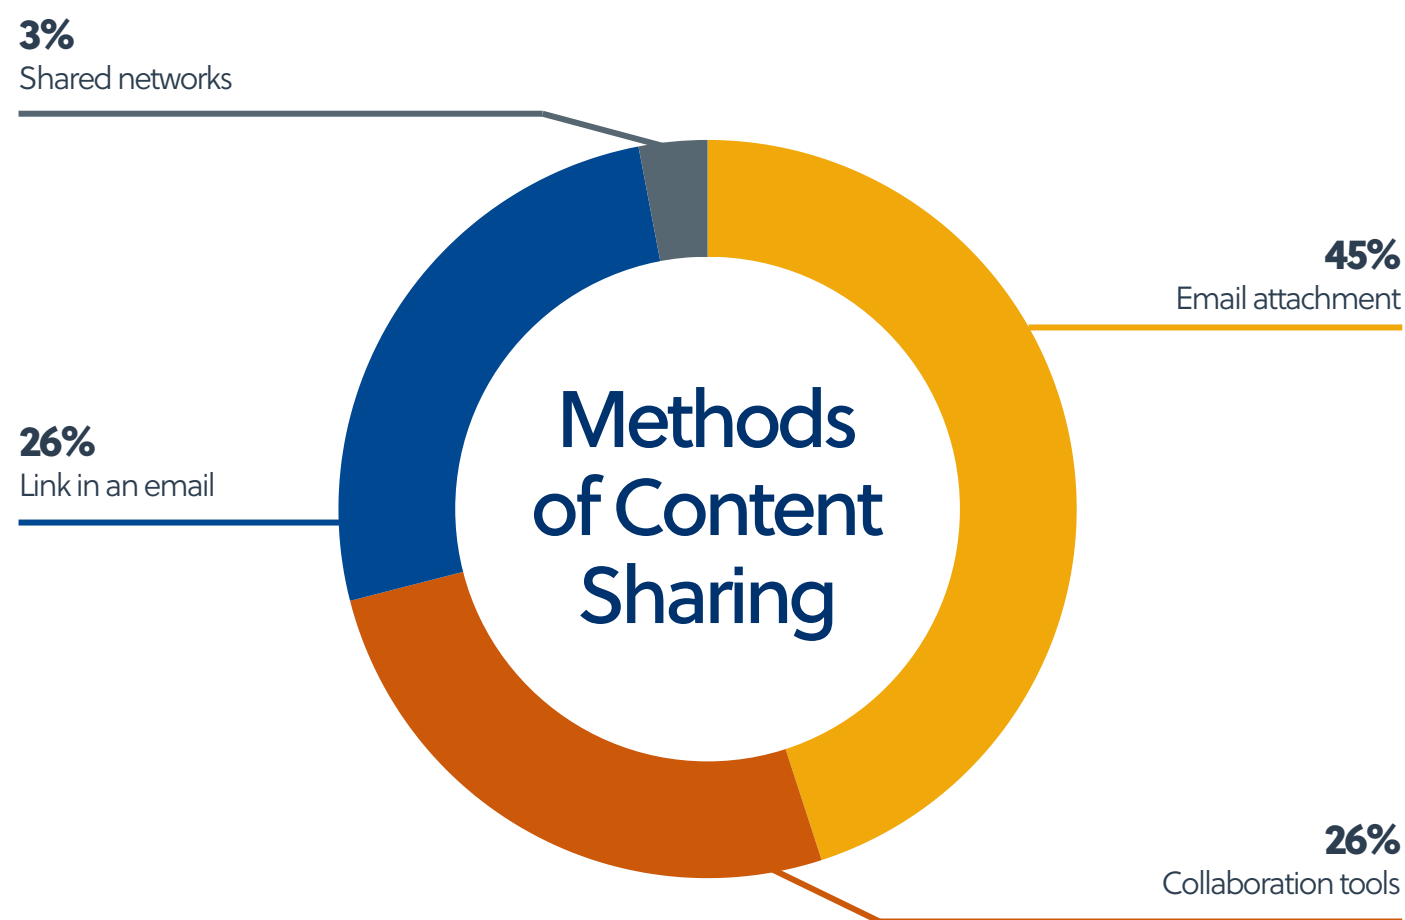 3%
Shared networks
45%
Email attachment
26%
Link in an email
Methods
of Content
Sharing
26%
Collaboration tools